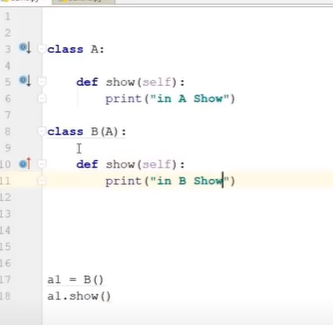 1
2
3 class A:
4
5     def show(self):
6         print("in A Show")
7
8 class B(A):
9
10     def show(self):
11         print("in B Show")
12
13
14
15
16
17 a1 = B()
18 a1.show()